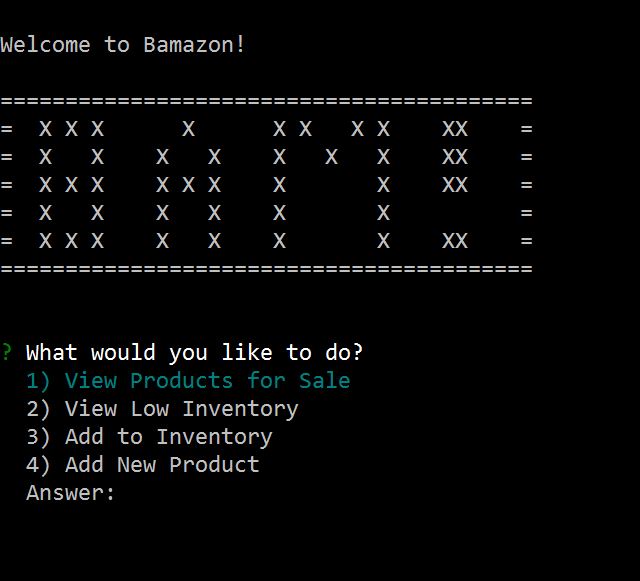 Welcome to Bamazon!
=========================================
=  X X X      X      X X   X X    XX    =
=  X   X    X   X    X   X   X    XX    =
=  X X X    X X X    X       X    XX    =
=  X   X    X   X    X       X          =
=  X X X    X   X    X       X    XX    =
=========================================
? What would you like to do?
1) View Products for Sale
2) View Low Inventory
3) Add to Inventory
4) Add New Product
Answer: